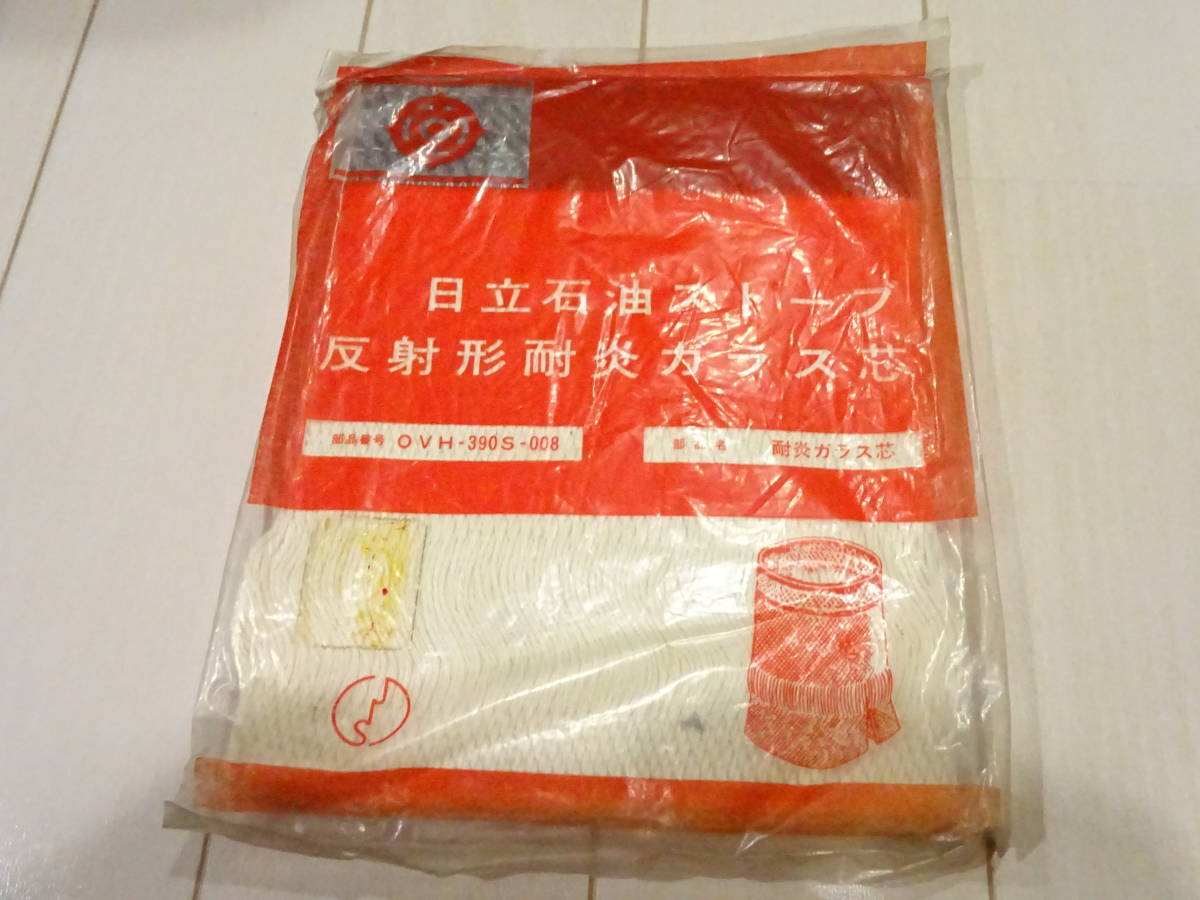 日立石油ストーブ
反射形耐炎ガラス芯
部品番号 OVH-390S-008
部品名 耐炎ガラス芯